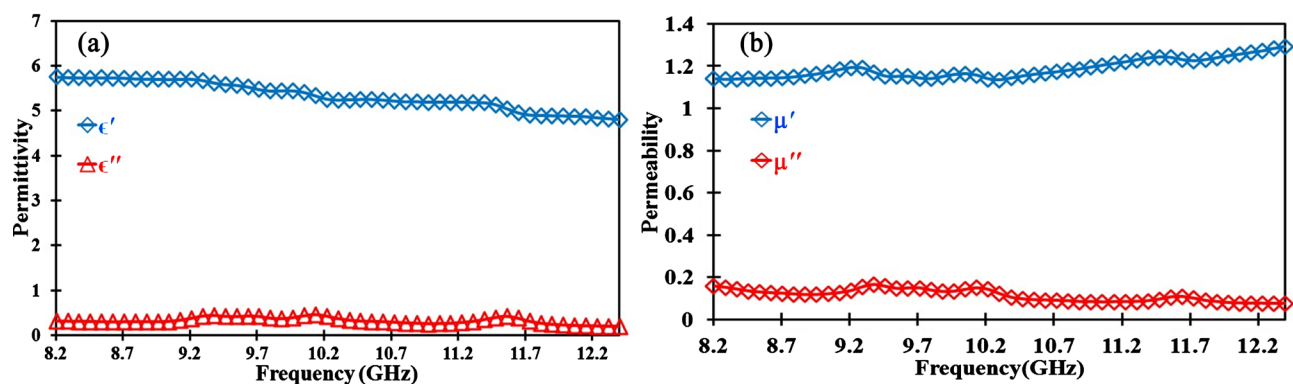 (a)
Permittivity
7
6
5
4
3
2
1
0
ϵ′
ϵ′′
8.2 8.7 9.2 9.7 10.2 10.7 11.2 11.7 12.2
Frequency (GHz)
(b)
Permeability
1.4
1.2
1
0.8
0.6
0.4
0.2
0
μ′
μ′′
8.2 8.7 9.2 9.7 10.2 10.7 11.2 11.7 12.2
Frequency(GHz)